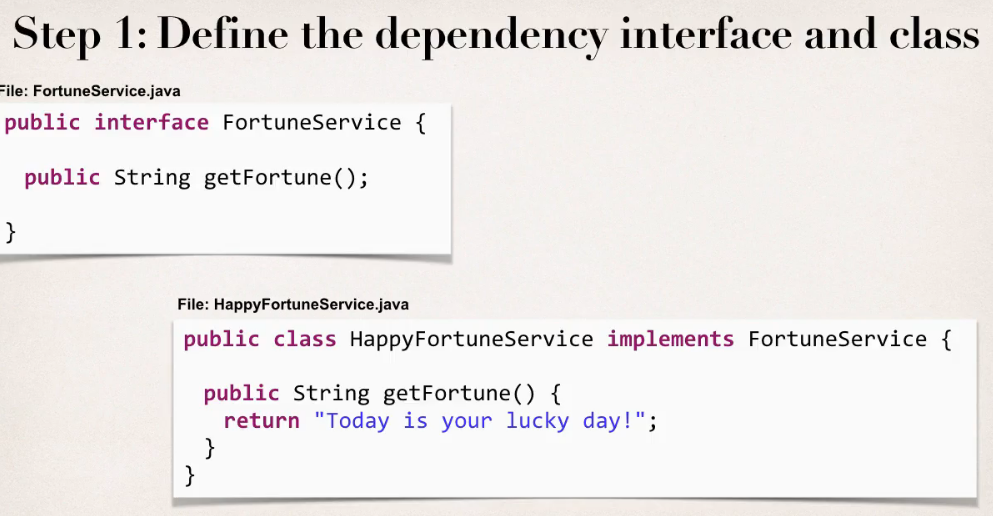 Step 1: Define the dependency interface and class
File: FortuneService.java
public interface FortuneService {
public String getFortune();
}
File: HappyFortuneService.java
public class HappyFortuneService implements FortuneService {
public String getFortune() {
return "Today is your lucky day!";
}
}